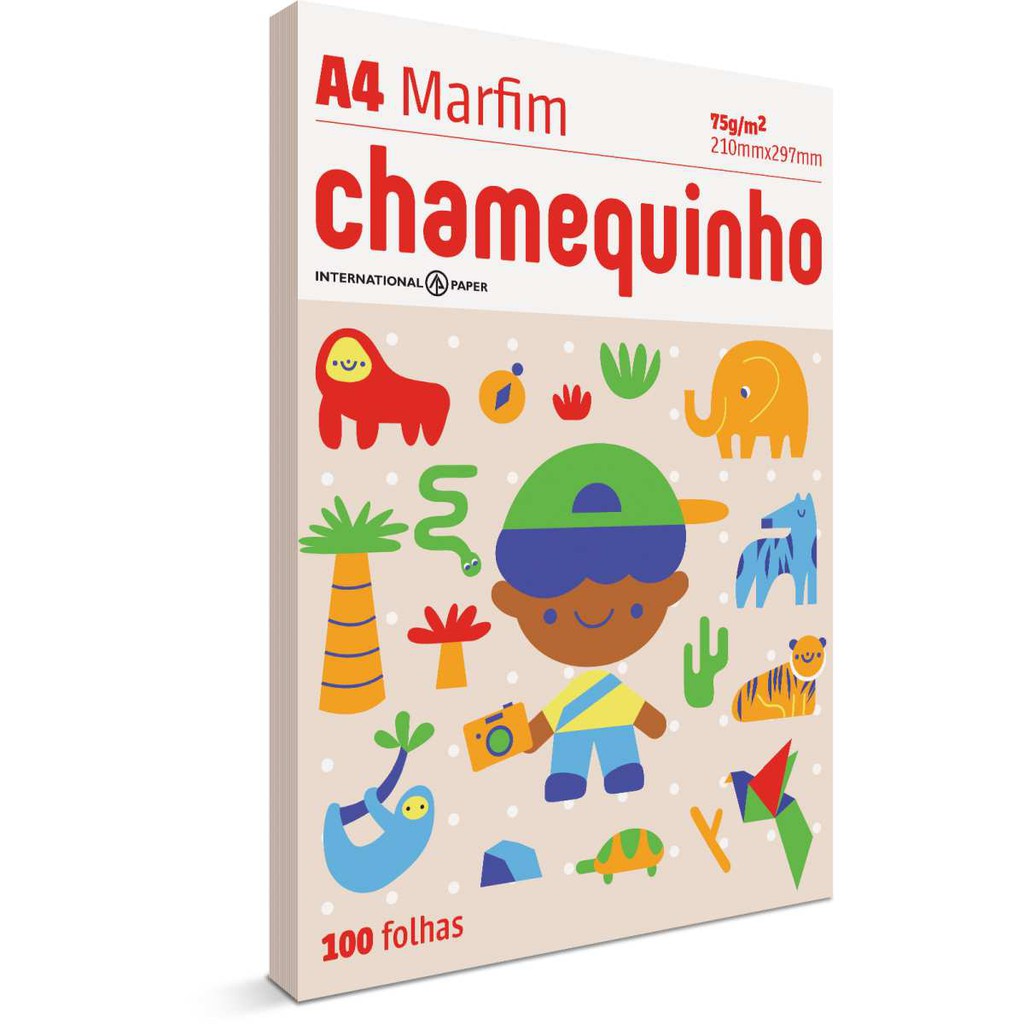 A4 Marfim
75g/m2
210mmx297mm
chamequinho
INTERNATIONAL PAPER
100 folhas